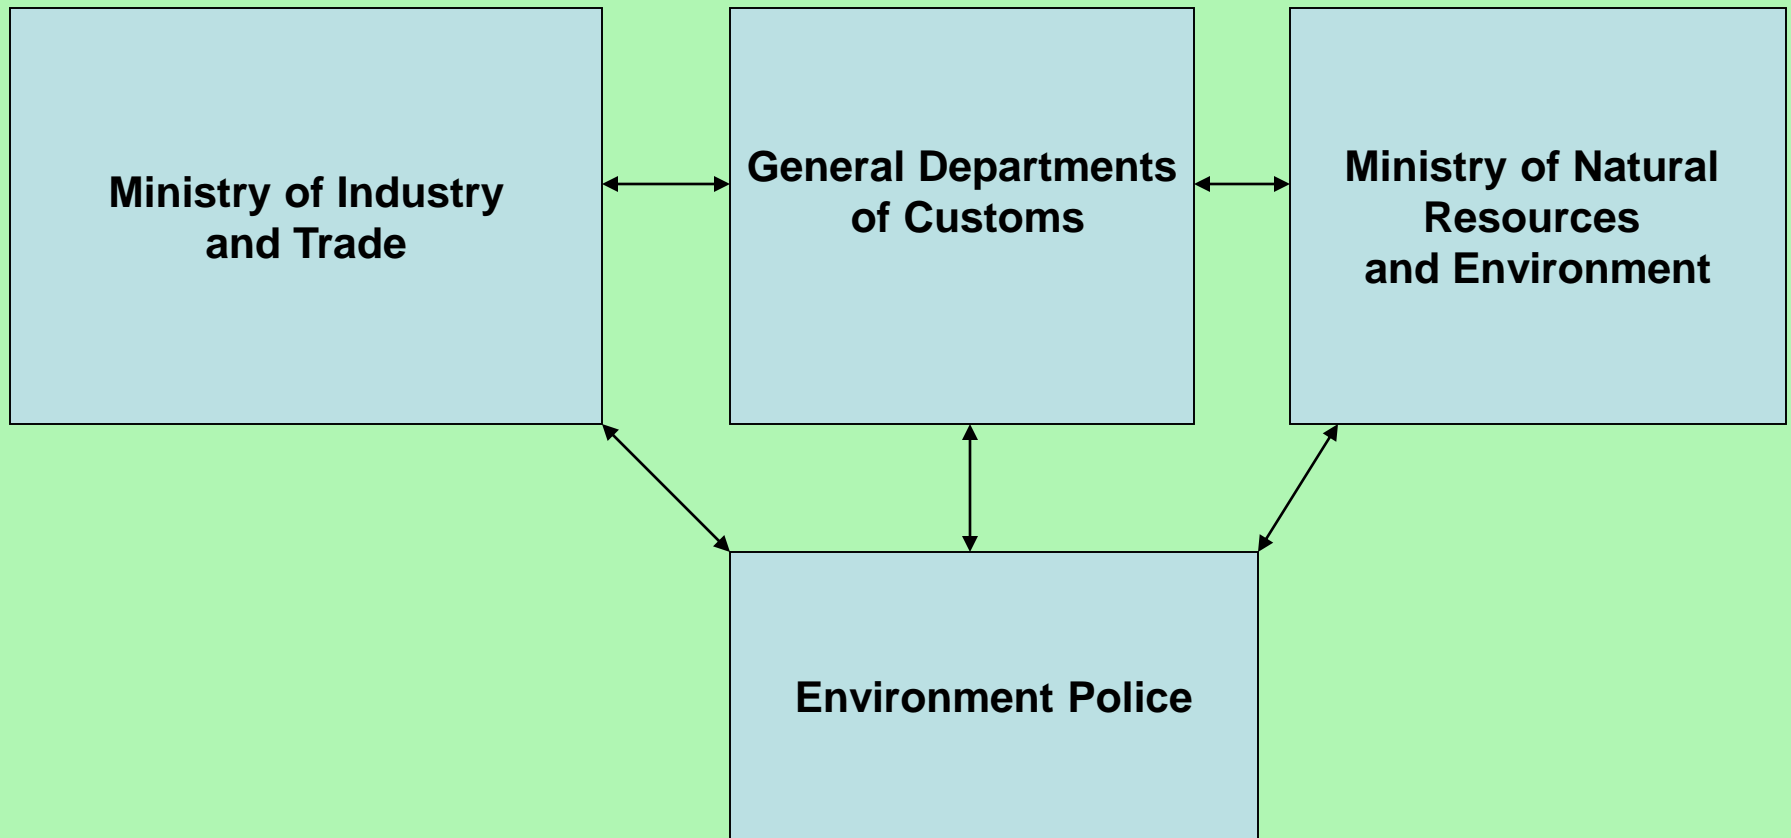 Ministry of Industry
and Trade
General Departments
of Customs
Ministry of Natural
Resources
and Environment
Environment Police